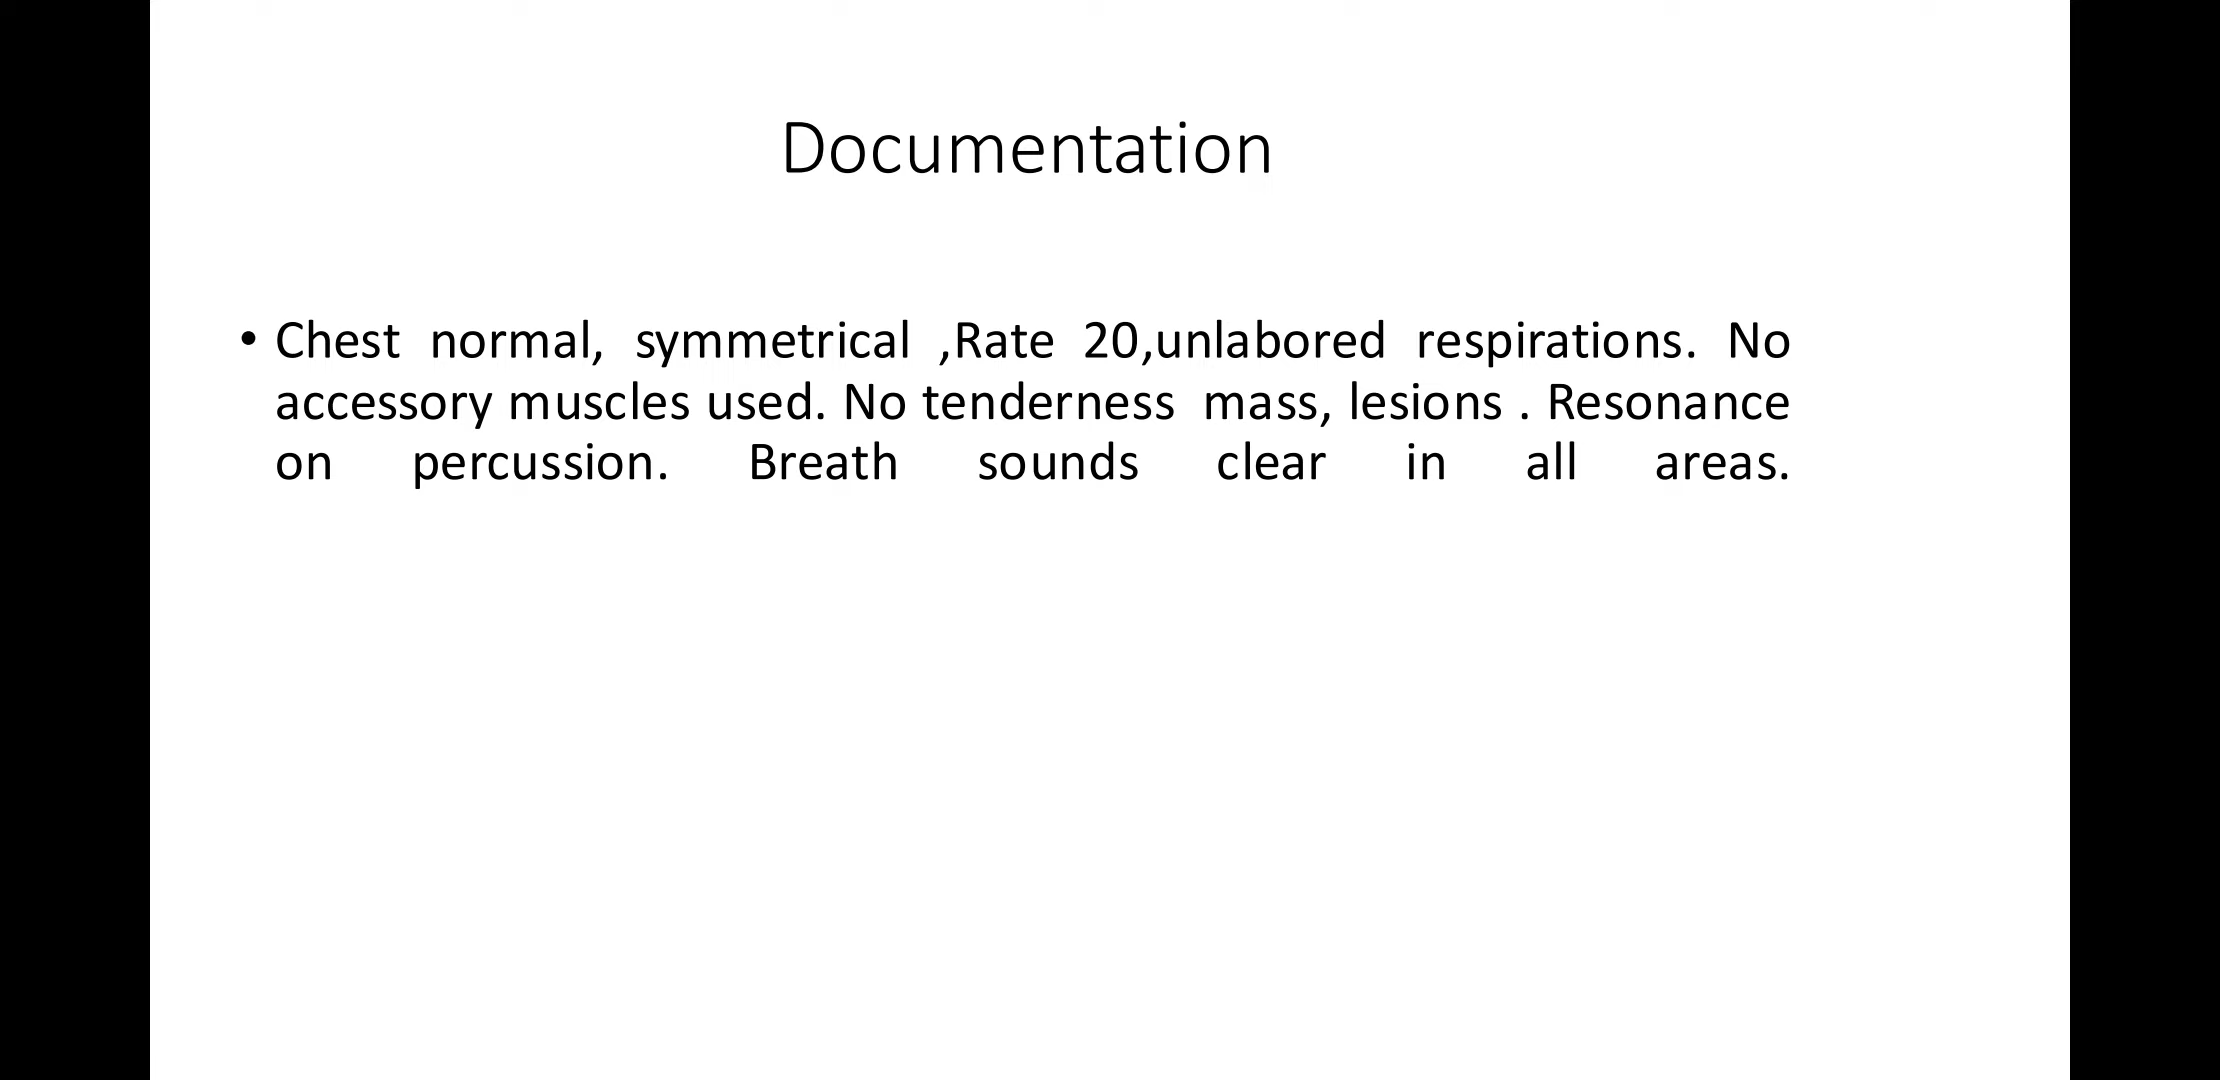 Documentation
• Chest normal, symmetrical ,Rate 20,unlabored respirations. No
accessory muscles used. No tenderness mass, lesions . Resonance
on percussion. Breath sounds clear in all areas.